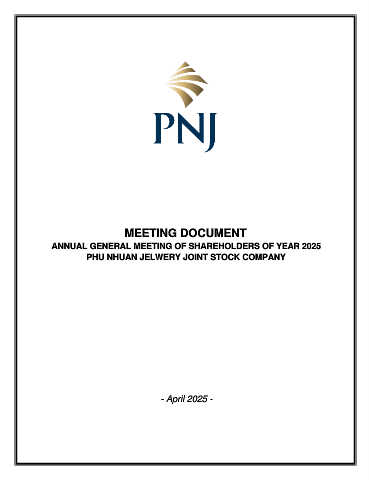 PNJ
MEETING DOCUMENT
ANNUAL GENERAL MEETING OF SHAREHOLDERS OF YEAR 2025
PHU NHUAN JELWERY JOINT STOCK COMPANY
- April 2025 -